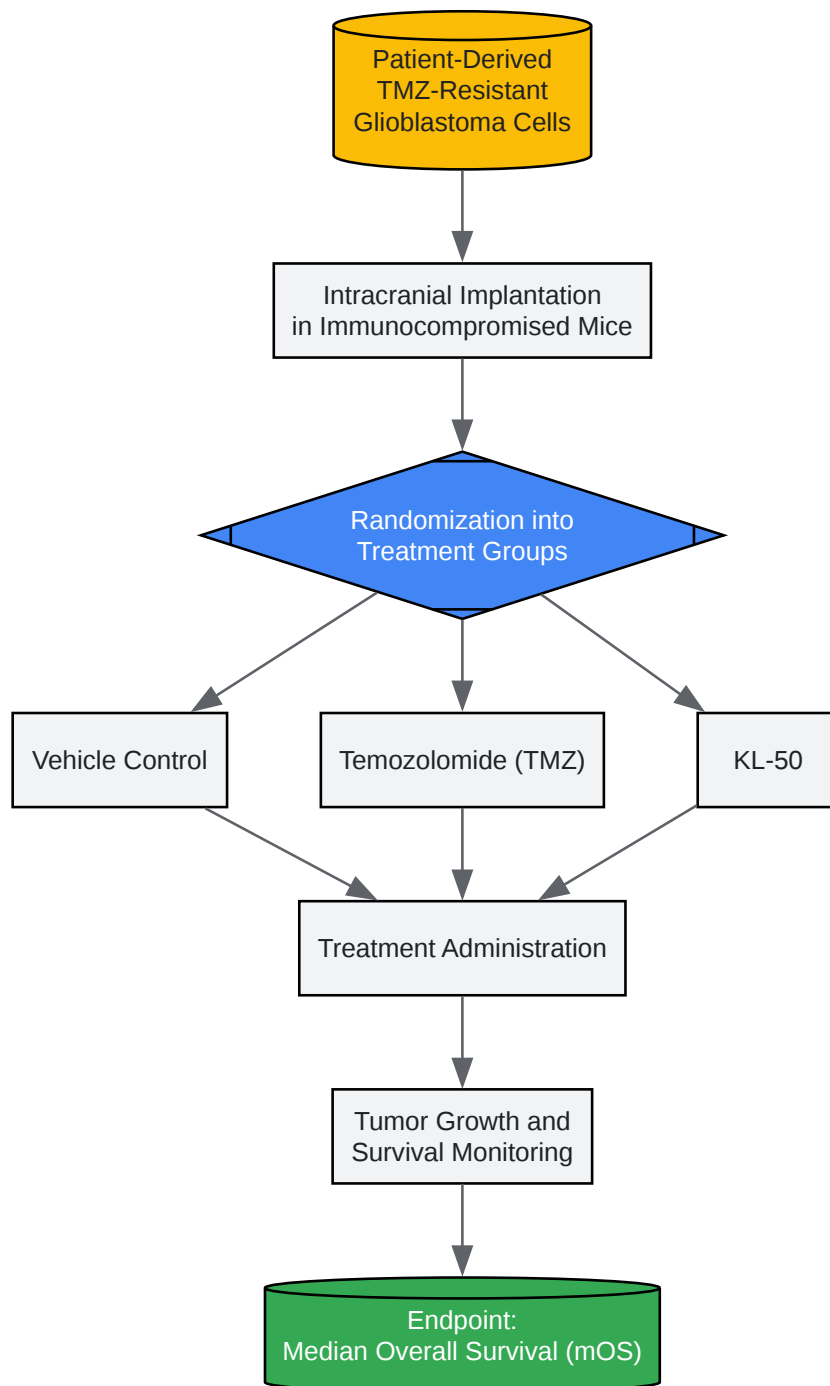 Patient-Derived
TMZ-Resistant
Glioblastoma Cells
Intracranial Implantation
in Immunocompromised Mice
Randomization into
Treatment Groups
Vehicle Control
Temozolomide (TMZ)
KL-50
Treatment Administration
Tumor Growth and
Survival Monitoring
Endpoint:
Median Overall Survival (mOS)